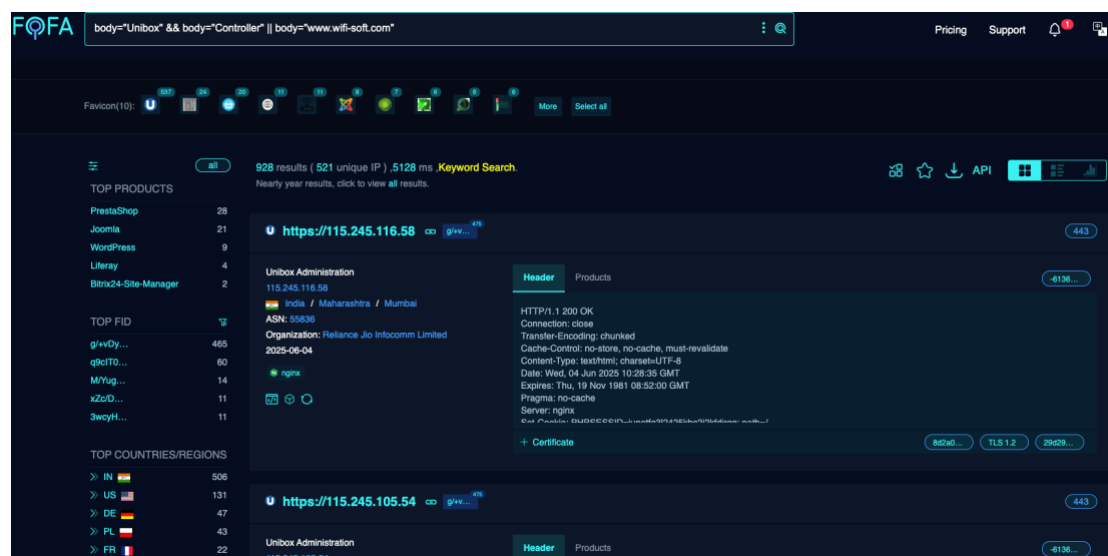 FOFA
body="Unibox" && body="Controller" || body="www.wifi-soft.com"
Pricing
Support
1
Favicon(10):
537
24
20
11
11
8
7
6
6
6
More
Select all
all
928 results ( 521 unique IP ) ,5128 ms ,Keyword Search.
Nearly year results, click to view all results.
API
TOP PRODUCTS
PrestaShop 28
Joomla 21
WordPress 9
Liferay 4
Bitrix24-Site-Manager 2
TOP FID
g/+vDy... 465
q9cIT0... 60
M/Yug... 14
xZc/D... 11
3wcyH... 11
TOP COUNTRIES/REGIONS
IN 506
US 131
DE 47
PL 43
FR 22
https://115.245.116.58
g/+v...
476
443
Unibox Administration
115.245.116.58
India / Maharashtra / Mumbai
ASN: 55836
Organization: Reliance Jio Infocomm Limited
2025-06-04
nginx
Header
Products
-6136...
HTTP/1.1 200 OK
Connection: close
Transfer-Encoding: chunked
Cache-Control: no-store, no-cache, must-revalidate
Content-Type: text/html; charset=UTF-8
Date: Wed, 04 Jun 2025 10:28:35 GMT
Expires: Thu, 19 Nov 1981 08:52:00 GMT
Pragma: no-cache
Server: nginx
+ Certificate
8d2a0...
TLS 1.2
29d29...
https://115.245.105.54
g/+v...
476
443
Unibox Administration
Header
Products
-6136...